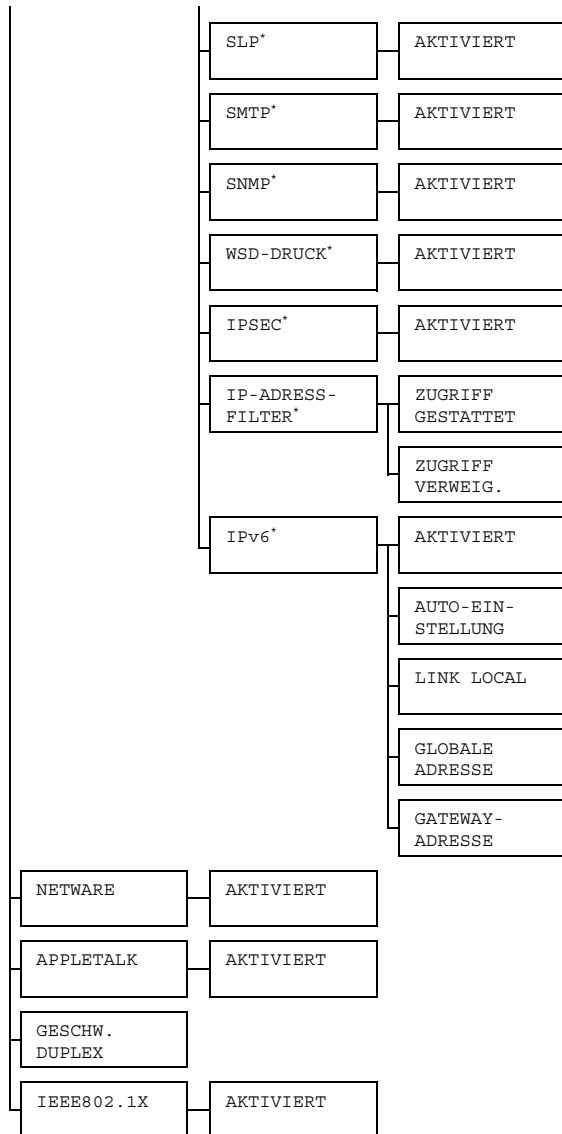 SLP*
AKTIVIERT
SMTP*
AKTIVIERT
SNMP*
AKTIVIERT
WSD-DRUCK*
AKTIVIERT
IPSEC*
AKTIVIERT
IP-ADRESS-
FILTER*
ZUGRIFF
GESTATTET
ZUGRIFF
VERWEIG.
IPv6*
AKTIVIERT
AUTO-EIN-
STELLUNG
LINK LOCAL
GLOBALE
ADRESSE
GATEWAY-
ADRESSE
NETWARE
AKTIVIERT
APPLETALK
AKTIVIERT
GESCHW.
DUPLEX
IEEE802.1X
AKTIVIERT